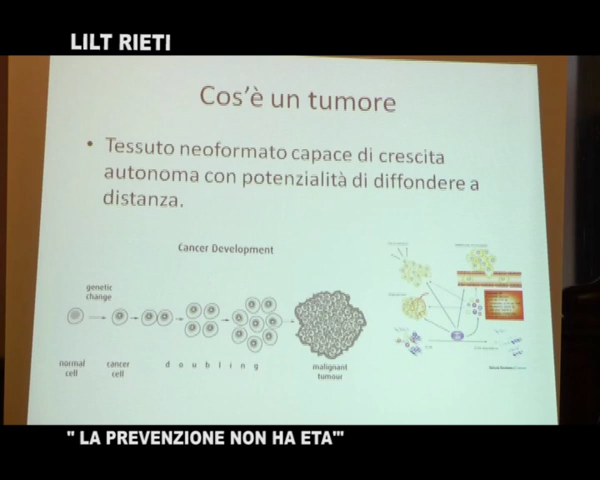 LILT RIETI
Cos'è un tumore
• Tessuto neoformato capace di crescita
autonoma con potenzialità di diffondere a
distanza.
Cancer Development
genetic
change
normal
cell
cancer
cell
d o u b l i n g
malignant
tumour
" LA PREVENZIONE NON HA ETA'"